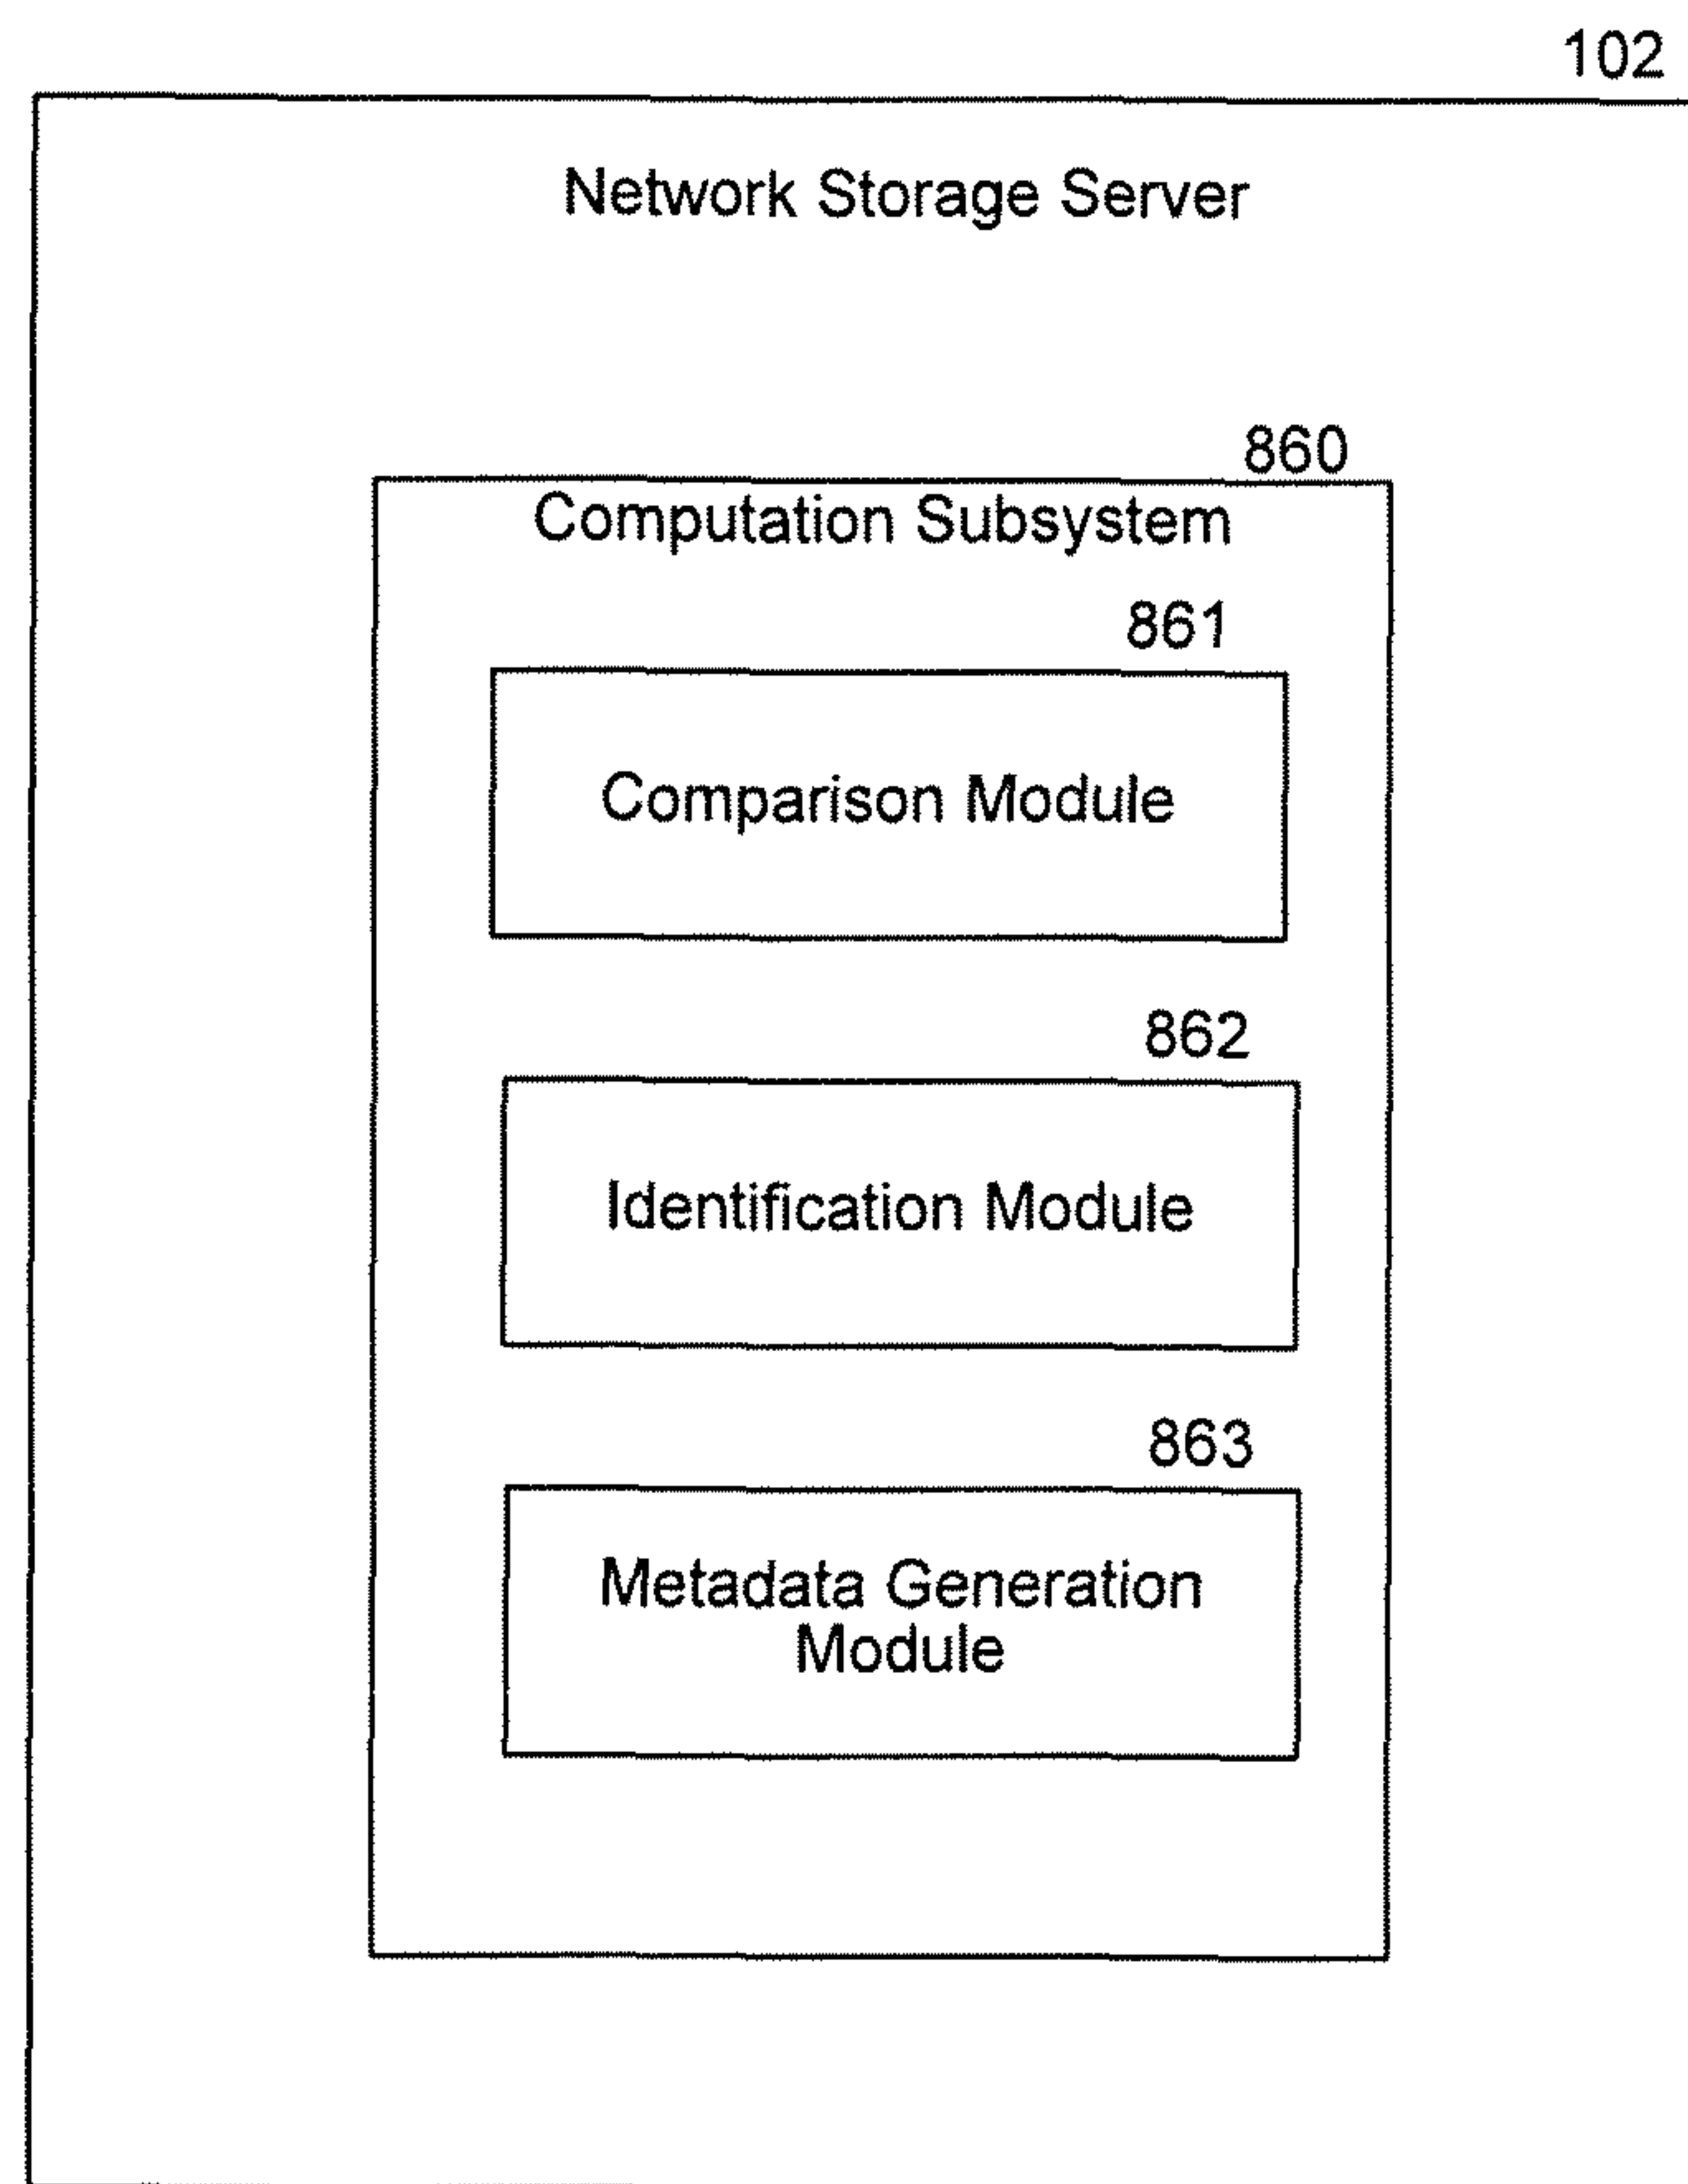 102
Network Storage Server
860
Computation Subsystem
861
Comparison Module
862
Identification Module
863
Metadata Generation
Module